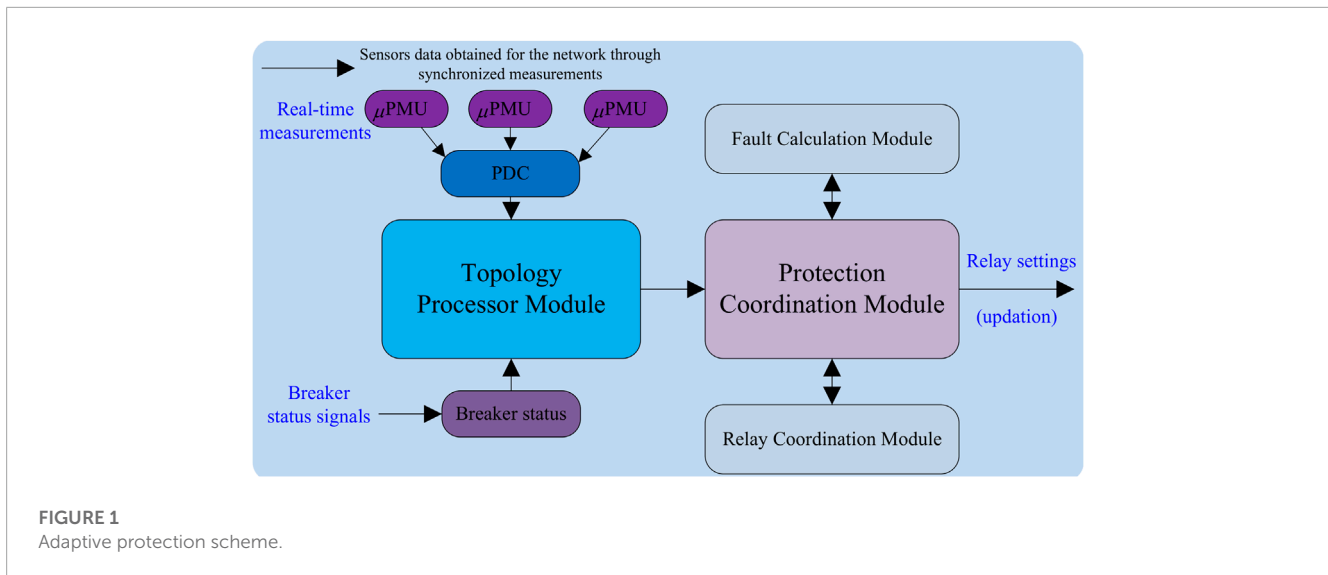 Sensors data obtained for the network through
synchronized measurements
Real-time
measurements
μPMU
μPMU
μPMU
PDC
Fault Calculation Module
Topology
Processor Module
Protection
Coordination Module
Relay settings
(updation)
Breaker
status signals
Breaker status
Relay Coordination Module
FIGURE 1
Adaptive protection scheme.